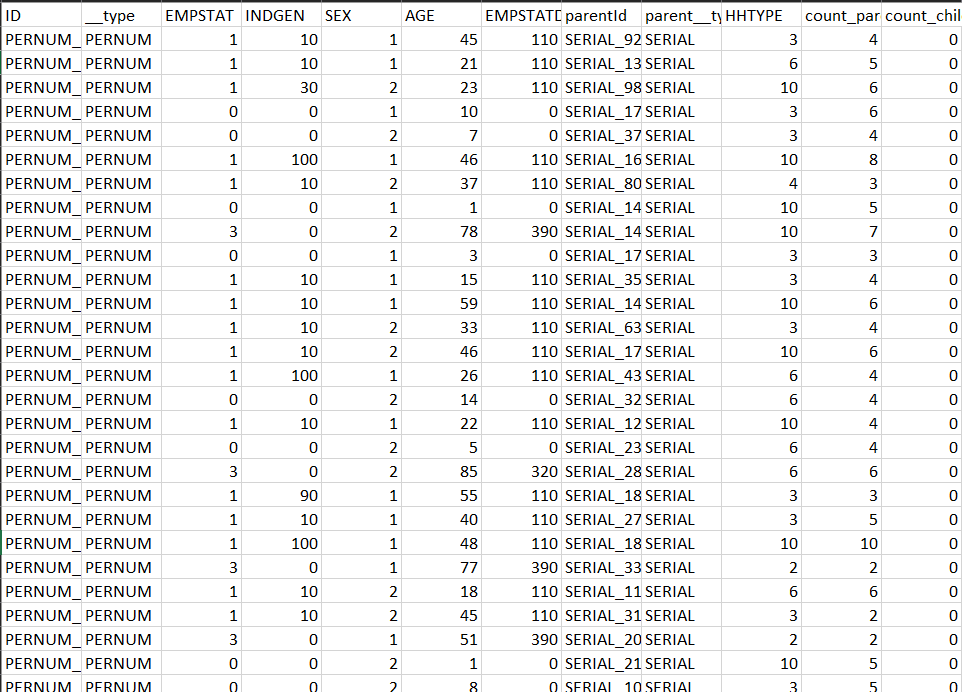 ID __type EMPSTAT INDGEN SEX AGE EMPSTATD parentId parent__ty HHTYPE count_par count_chil
PERNUM_ PERNUM 1 10 1 45 110 SERIAL_92 SERIAL 3 4 0
PERNUM_ PERNUM 1 10 1 21 110 SERIAL_13 SERIAL 6 5 0
PERNUM_ PERNUM 1 30 2 23 110 SERIAL_98 SERIAL 10 6 0
PERNUM_ PERNUM 0 0 1 10 0 SERIAL_17 SERIAL 3 6 0
PERNUM_ PERNUM 0 0 2 7 0 SERIAL_37 SERIAL 3 4 0
PERNUM_ PERNUM 1 100 1 46 110 SERIAL_16 SERIAL 10 8 0
PERNUM_ PERNUM 1 10 2 37 110 SERIAL_80 SERIAL 4 3 0
PERNUM_ PERNUM 0 0 1 1 0 SERIAL_14 SERIAL 10 5 0
PERNUM_ PERNUM 3 0 2 78 390 SERIAL_14 SERIAL 10 7 0
PERNUM_ PERNUM 0 0 1 3 0 SERIAL_17 SERIAL 3 3 0
PERNUM_ PERNUM 1 10 1 15 110 SERIAL_35 SERIAL 3 4 0
PERNUM_ PERNUM 1 10 1 59 110 SERIAL_14 SERIAL 10 6 0
PERNUM_ PERNUM 1 10 2 33 110 SERIAL_63 SERIAL 3 4 0
PERNUM_ PERNUM 1 10 2 46 110 SERIAL_17 SERIAL 10 6 0
PERNUM_ PERNUM 1 100 1 26 110 SERIAL_43 SERIAL 6 4 0
PERNUM_ PERNUM 0 0 2 14 0 SERIAL_32 SERIAL 6 4 0
PERNUM_ PERNUM 1 10 1 22 110 SERIAL_12 SERIAL 10 4 0
PERNUM_ PERNUM 0 0 2 5 0 SERIAL_23 SERIAL 6 4 0
PERNUM_ PERNUM 3 0 2 85 320 SERIAL_28 SERIAL 6 6 0
PERNUM_ PERNUM 1 90 1 55 110 SERIAL_18 SERIAL 3 3 0
PERNUM_ PERNUM 1 10 1 40 110 SERIAL_27 SERIAL 3 5 0
PERNUM_ PERNUM 1 100 1 48 110 SERIAL_18 SERIAL 10 10 0
PERNUM_ PERNUM 3 0 1 77 390 SERIAL_33 SERIAL 2 2 0
PERNUM_ PERNUM 1 10 2 18 110 SERIAL_11 SERIAL 6 6 0
PERNUM_ PERNUM 1 10 2 45 110 SERIAL_31 SERIAL 3 2 0
PERNUM_ PERNUM 3 0 1 51 390 SERIAL_20 SERIAL 2 2 0
PERNUM_ PERNUM 0 0 2 1 0 SERIAL_21 SERIAL 10 5 0
PERNUM_ PERNUM 0 0 2 8 0 SERIAL_10 SERIAL 3 5 0